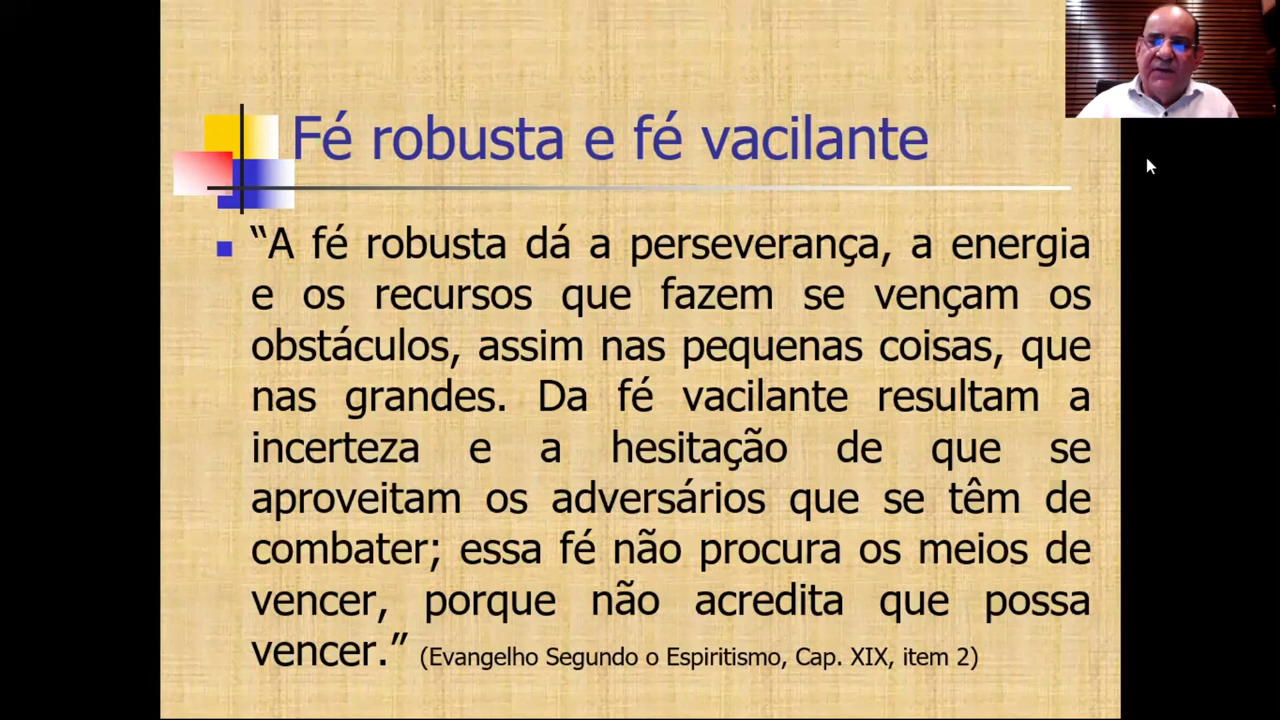 Fé robusta e fé vacilante
“A fé robusta dá a perseverança, a energia
e os recursos que fazem se vençam os
obstáculos, assim nas pequenas coisas, que
nas grandes. Da fé vacilante resultam a
incerteza e a hesitação de que se
aproveitam os adversários que se têm de
combater; essa fé não procura os meios de
vencer, porque não acredita que possa
vencer.” (Evangelho Segundo o Espiritismo, Cap. XIX, item 2)